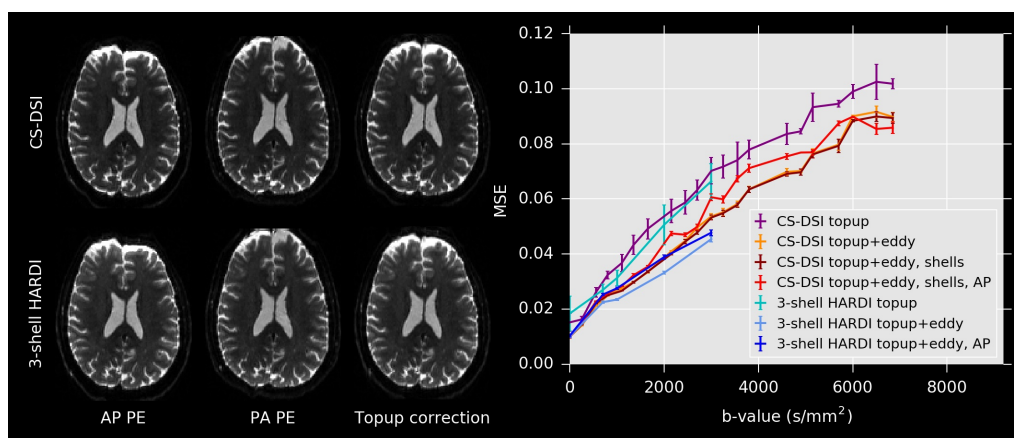 CS-DSI
3-shell HARDI
AP PE
PA PE
Topup correction
MSE
0.12
0.10
0.08
0.06
0.04
0.02
0.00
0
2000
4000
6000
8000
b-value (s/mm²)
CS-DSI topup
CS-DSI topup+eddy
CS-DSI topup+eddy, shells
CS-DSI topup+eddy, shells, AP
3-shell HARDI topup
3-shell HARDI topup+eddy
3-shell HARDI topup+eddy, AP